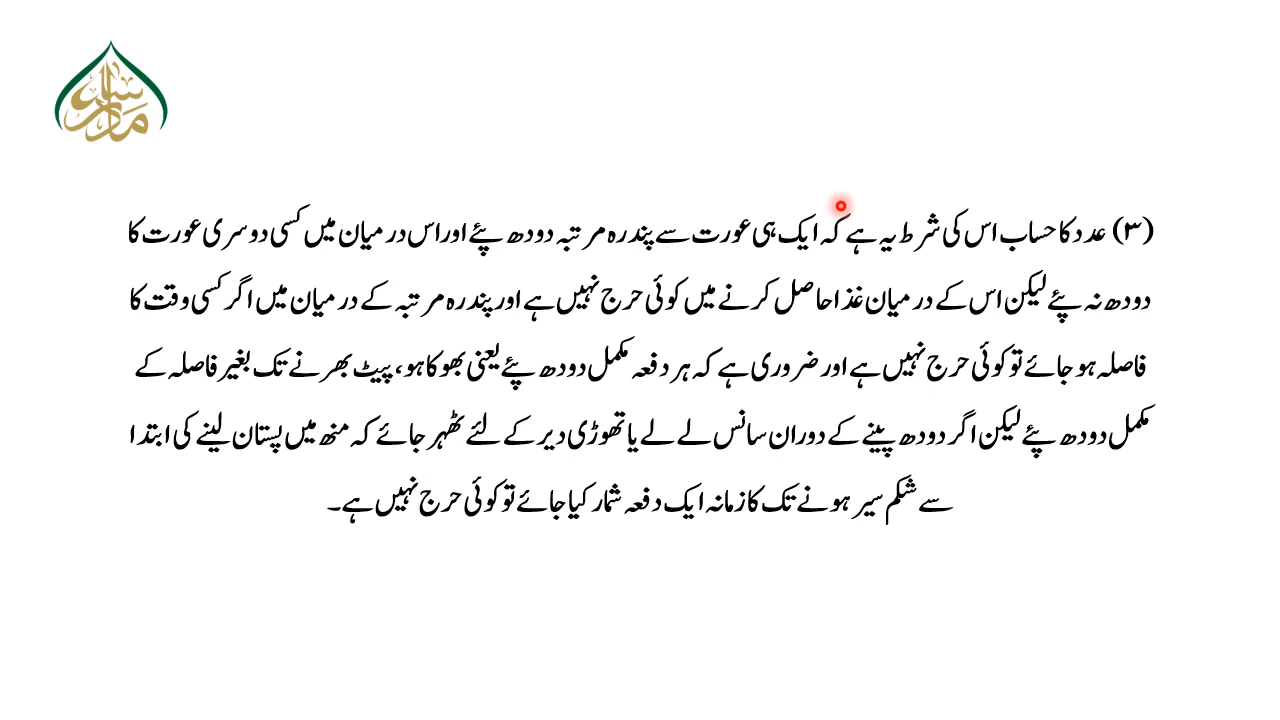 (۳) عدد کا حساب اس کی شرط یہ ہے کہ ایک ہی عورت سے پندرہ مرتبہ دودھ پئے اور اس درمیان میں کسی دوسری عورت کا
دودھ نہ پئے لیکن اس کے درمیان غذا حاصل کرنے میں کوئی حرج نہیں ہے اور پندرہ مرتبہ کے درمیان میں اگر کسی وقت کا
فاصلہ ہو جائے تو کوئی حرج نہیں ہے اور ضروری ہے کہ ہر دفعہ مکمل دودھ پئے یعنی بھوکا ہو، پیٹ بھرنے تک بغیر فاصلہ کے
مکمل دودھ پئے لیکن اگر دودھ پینے کے دوران سانس لے لے یا تھوڑی دیر کے لئے ٹھہر جائے کہ منھ میں پستان لینے کی ابتدا
سے شکم سیر ہونے تک کا زمانہ ایک دفعہ شمار کیا جائے تو کوئی حرج نہیں ہے۔